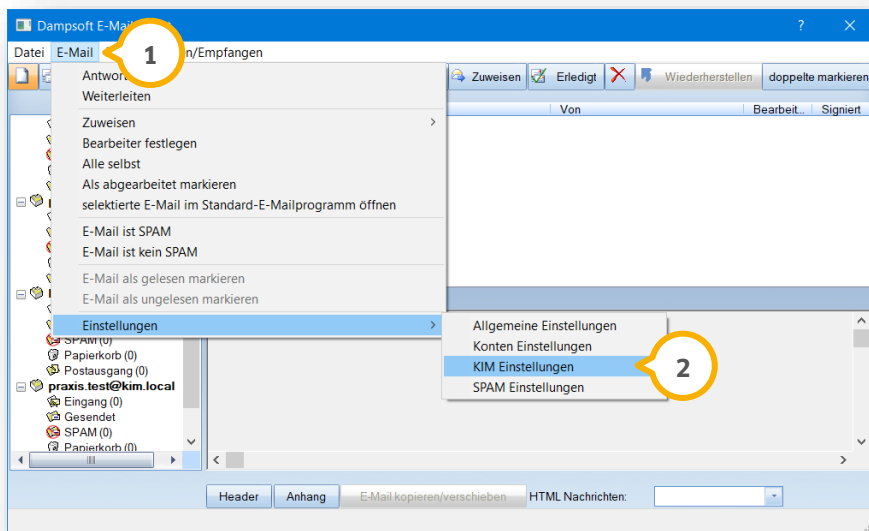 Dampsoft E-Mail
? ×
Datei E-Mail n/Empfangen
Zuweisen Erledigt Wiederherstellen doppelte markieren
Von Bearbeit... Signiert
1
Antwor
Weiterleiten
Zuweisen
Bearbeiter festlegen
Alle selbst
Als abgearbeitet markieren
selektierte E-Mail im Standard-E-Mailprogramm öffnen
E-Mail ist SPAM
E-Mail ist kein SPAM
E-Mail als gelesen markieren
E-Mail als ungelesen markieren
Einstellungen
Allgemeine Einstellungen
Konten Einstellungen
KIM Einstellungen
SPAM Einstellungen
2
SPAM (0)
Papierkorb (0)
Postausgang (0)
praxis.test@kim.local
Eingang (0)
Gesendet
SPAM (0)
Papierkorb (0)
Header Anhang E-Mail kopieren/verschieben HTML Nachrichten: